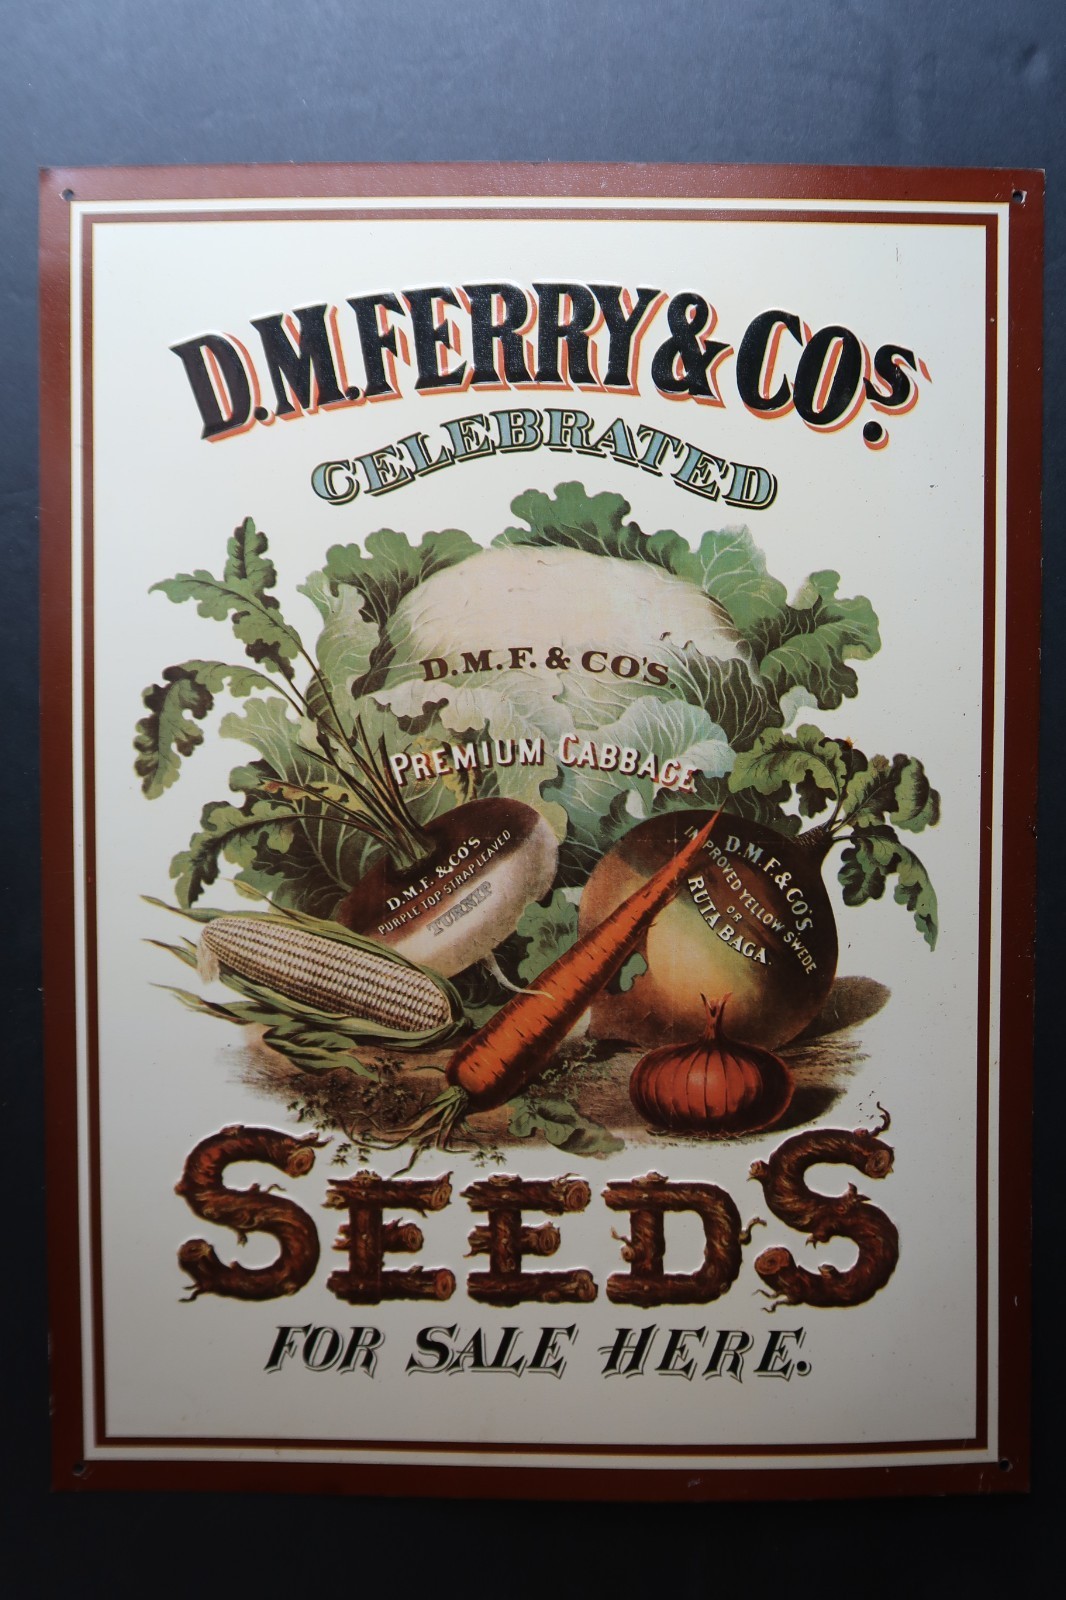 D.M. FERRY & CO's.
CELEBRATED
D.M.F. & CO'S.
PREMIUM CABBAGE.
D.M.F. & CO'S
PURPLE TOP STRAP LEAVED
TURNIP
D.M.F. & CO'S
IMPROVED YELLOW SWEDE
OR
RUTA BAGA.
SEEDS
FOR SALE HERE.